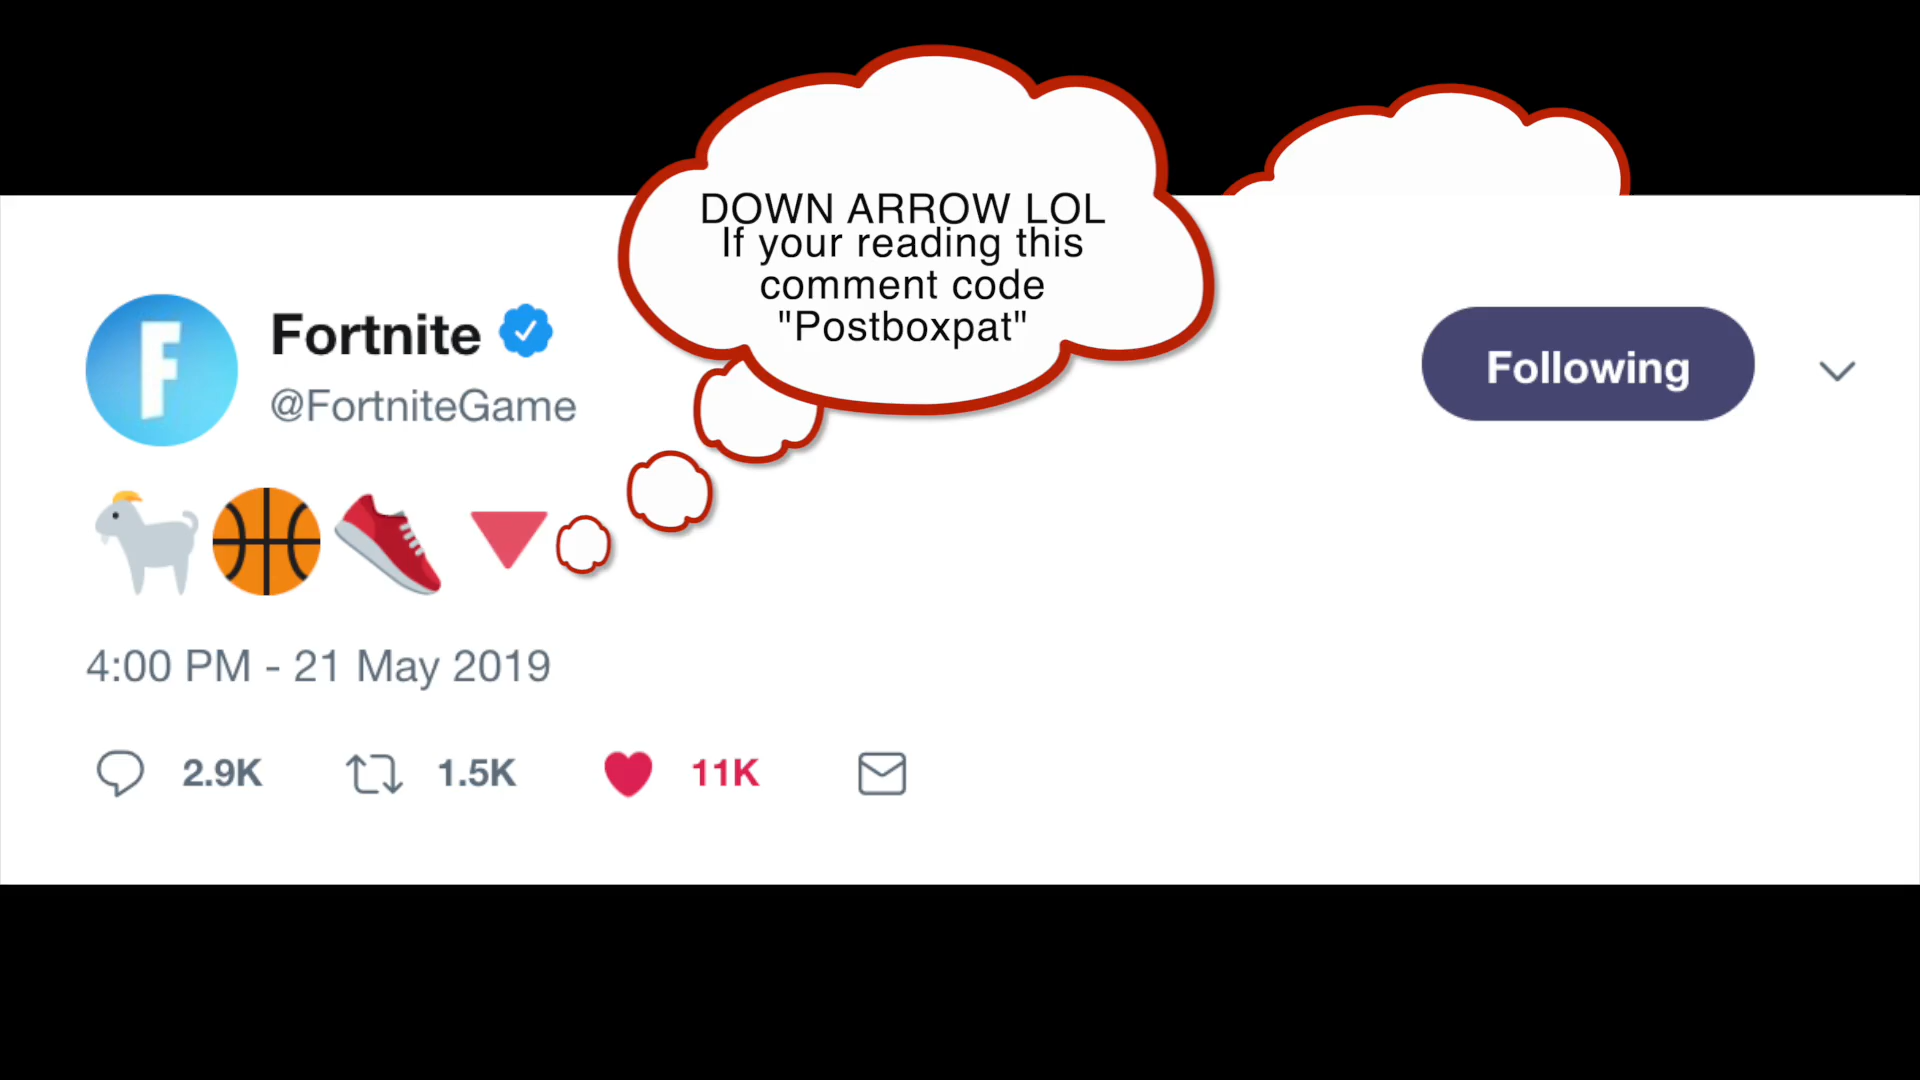 DOWN ARROW LOL
If your reading this
comment code
"Postboxpat"
Fortnite
@FortniteGame
Following
4:00 PM - 21 May 2019
2.9K 1.5K 11K